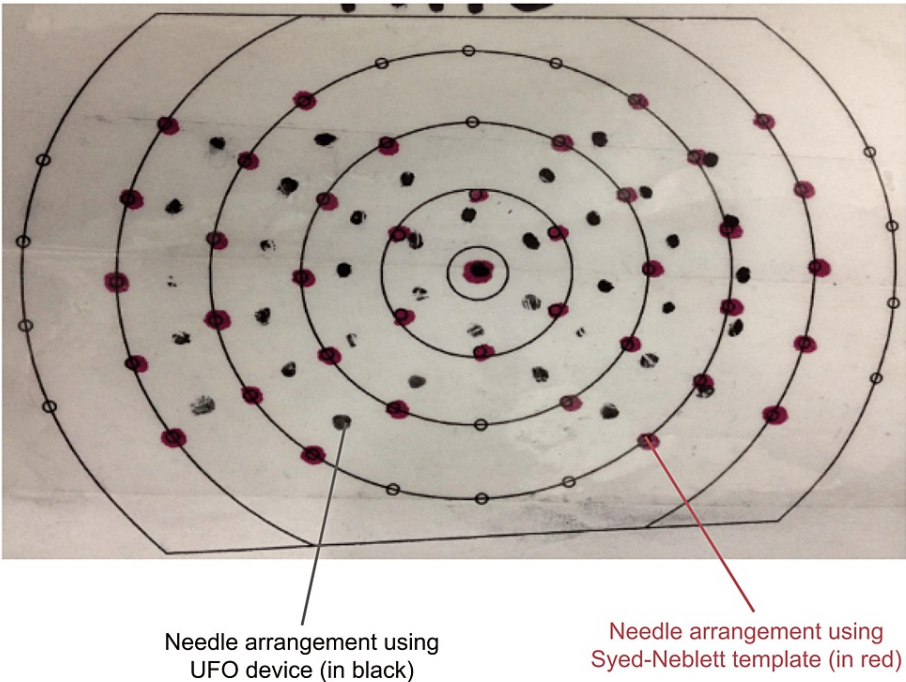 Needle arrangement using
UFO device (in black)
Needle arrangement using
Syed-Neblett template (in red)